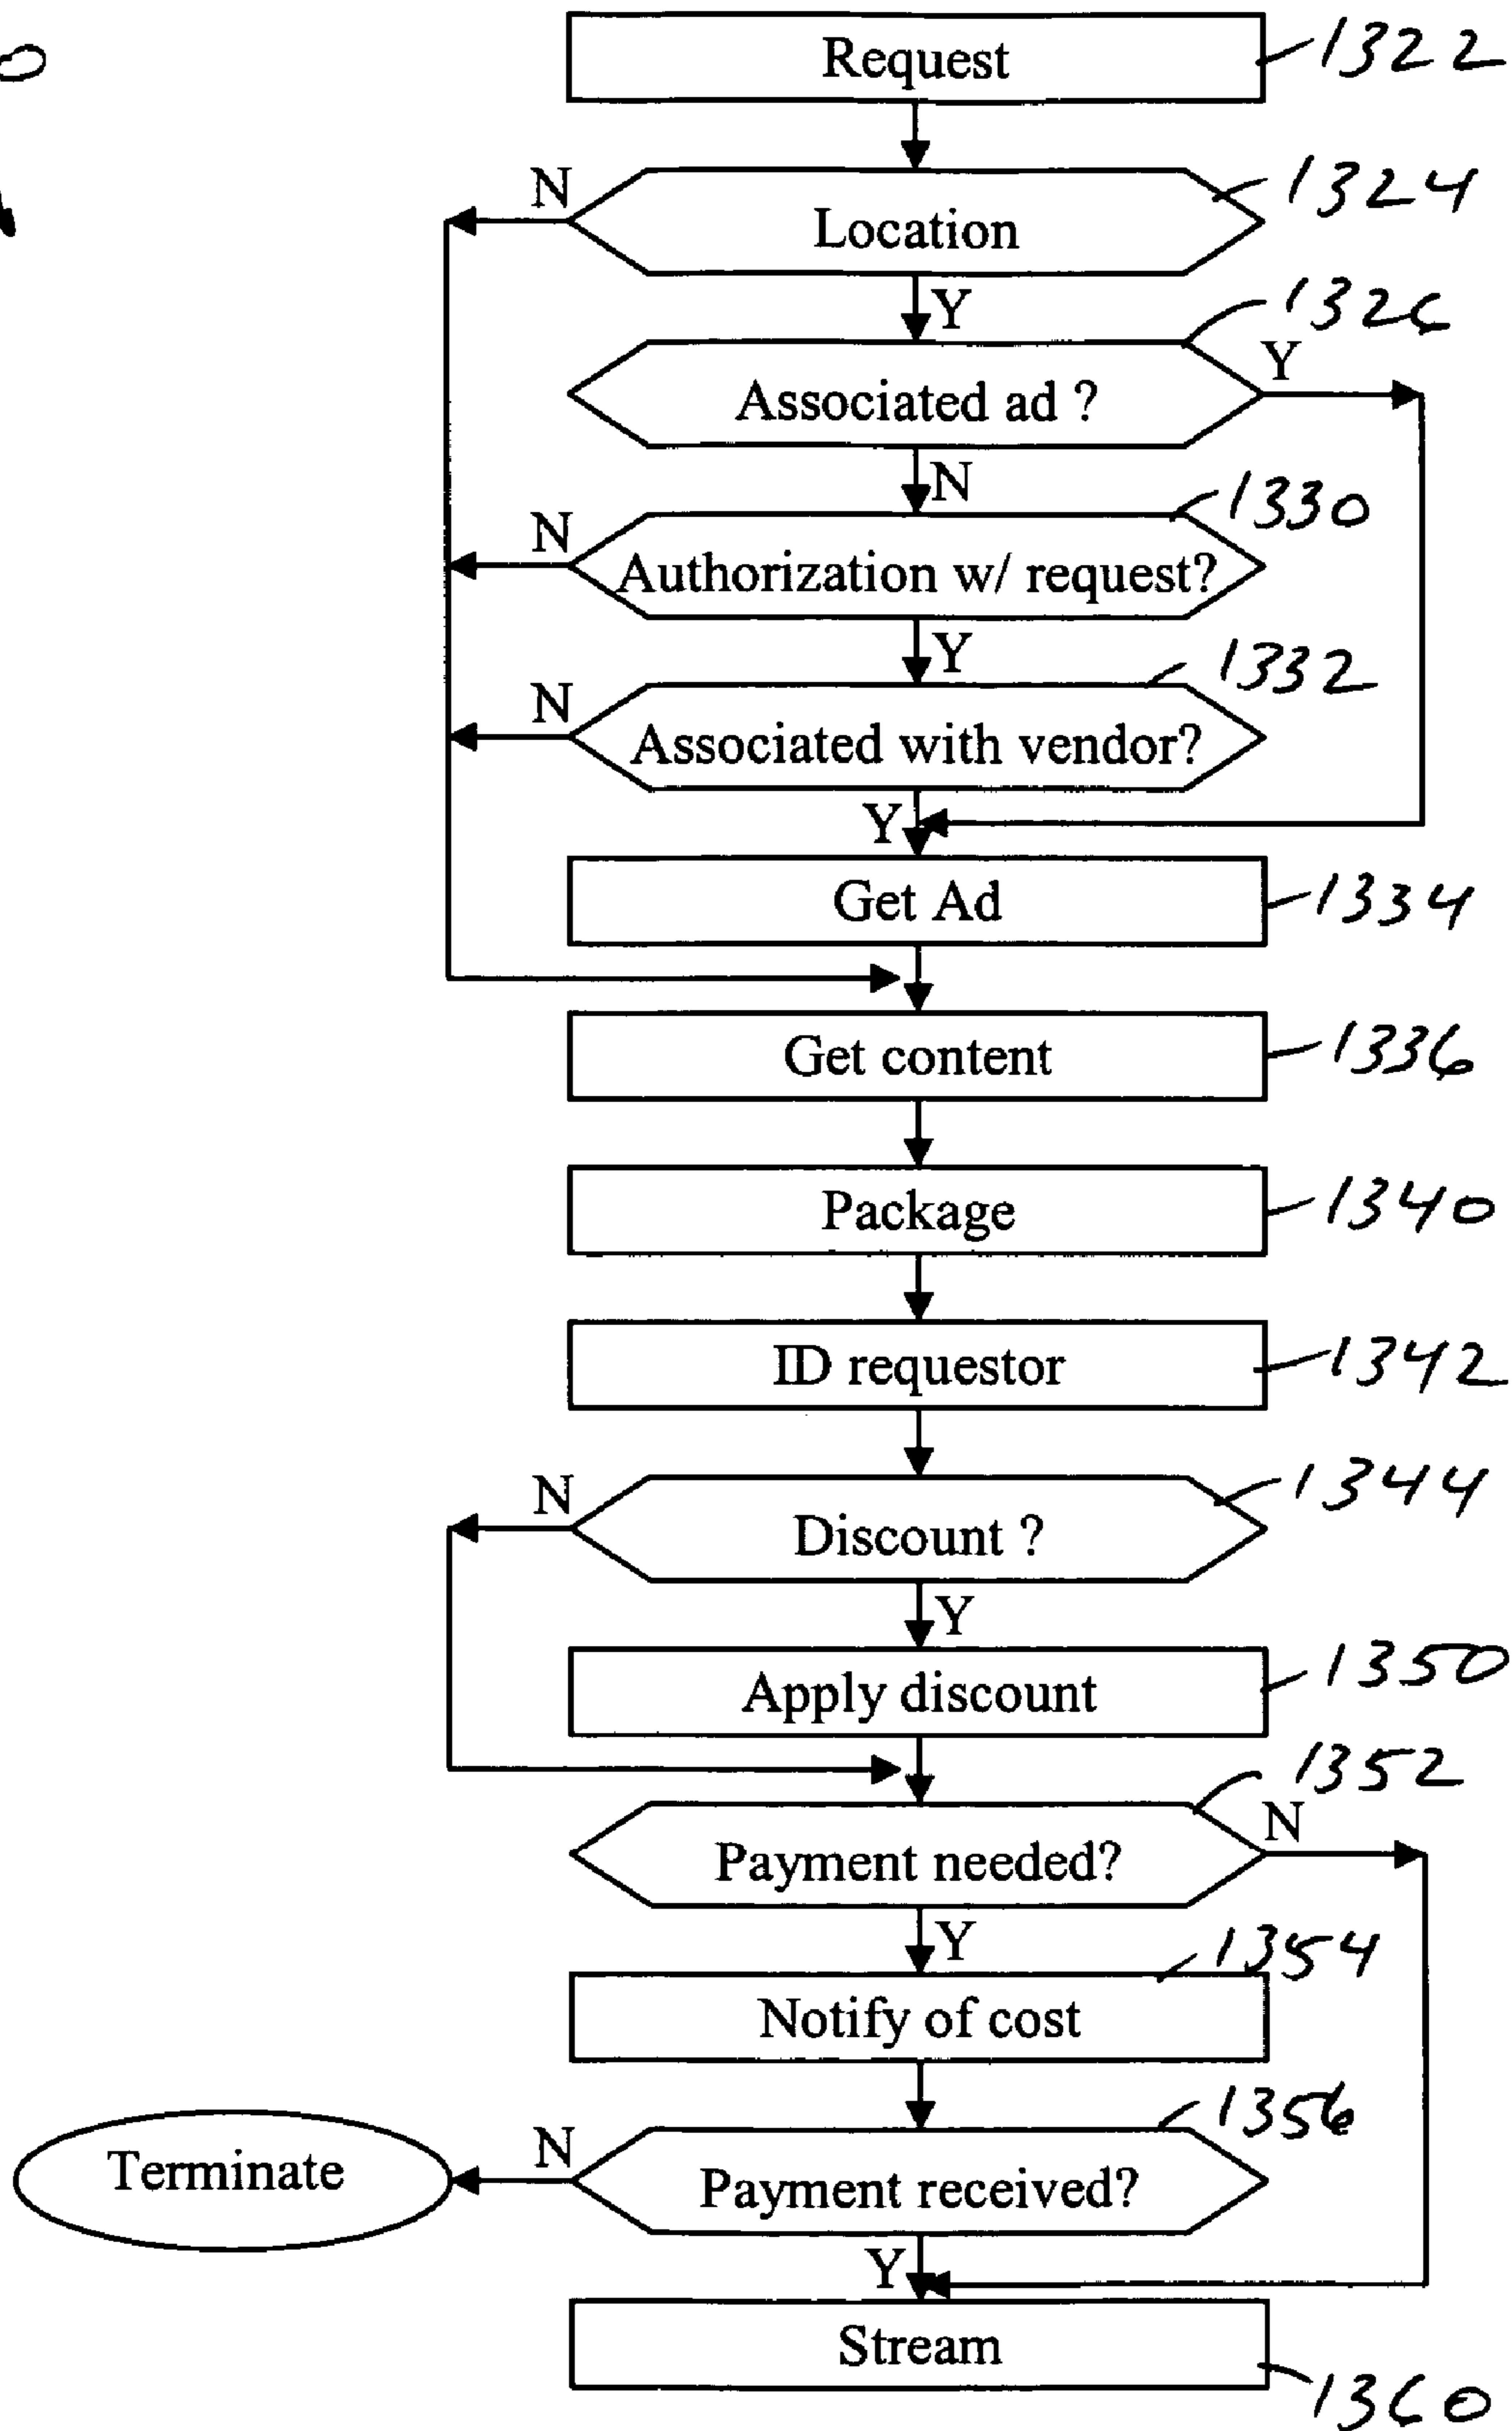 Request 1322
N
Location 1324
Y
1326
Associated ad ? Y
N
1330
N
Authorization w/ request?
Y
1332
N
Associated with vendor?
Y
Get Ad 1334
Get content 1336
Package 1340
ID requestor 1342
N
Discount ? 1344
Y
Apply discount 1350
1352
Payment needed? N
Y
1354
Notify of cost
1356
Terminate N Payment received?
Y
Stream
1360